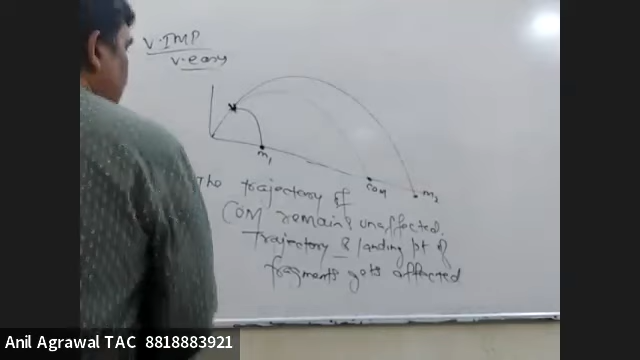 V.IMP
V.easy
m1
COM
m2
The trajectory of
COM remains unaffected.
Trajectory & landing pt of
fragments gets affected
Anil Agrawal TAC 8818883921